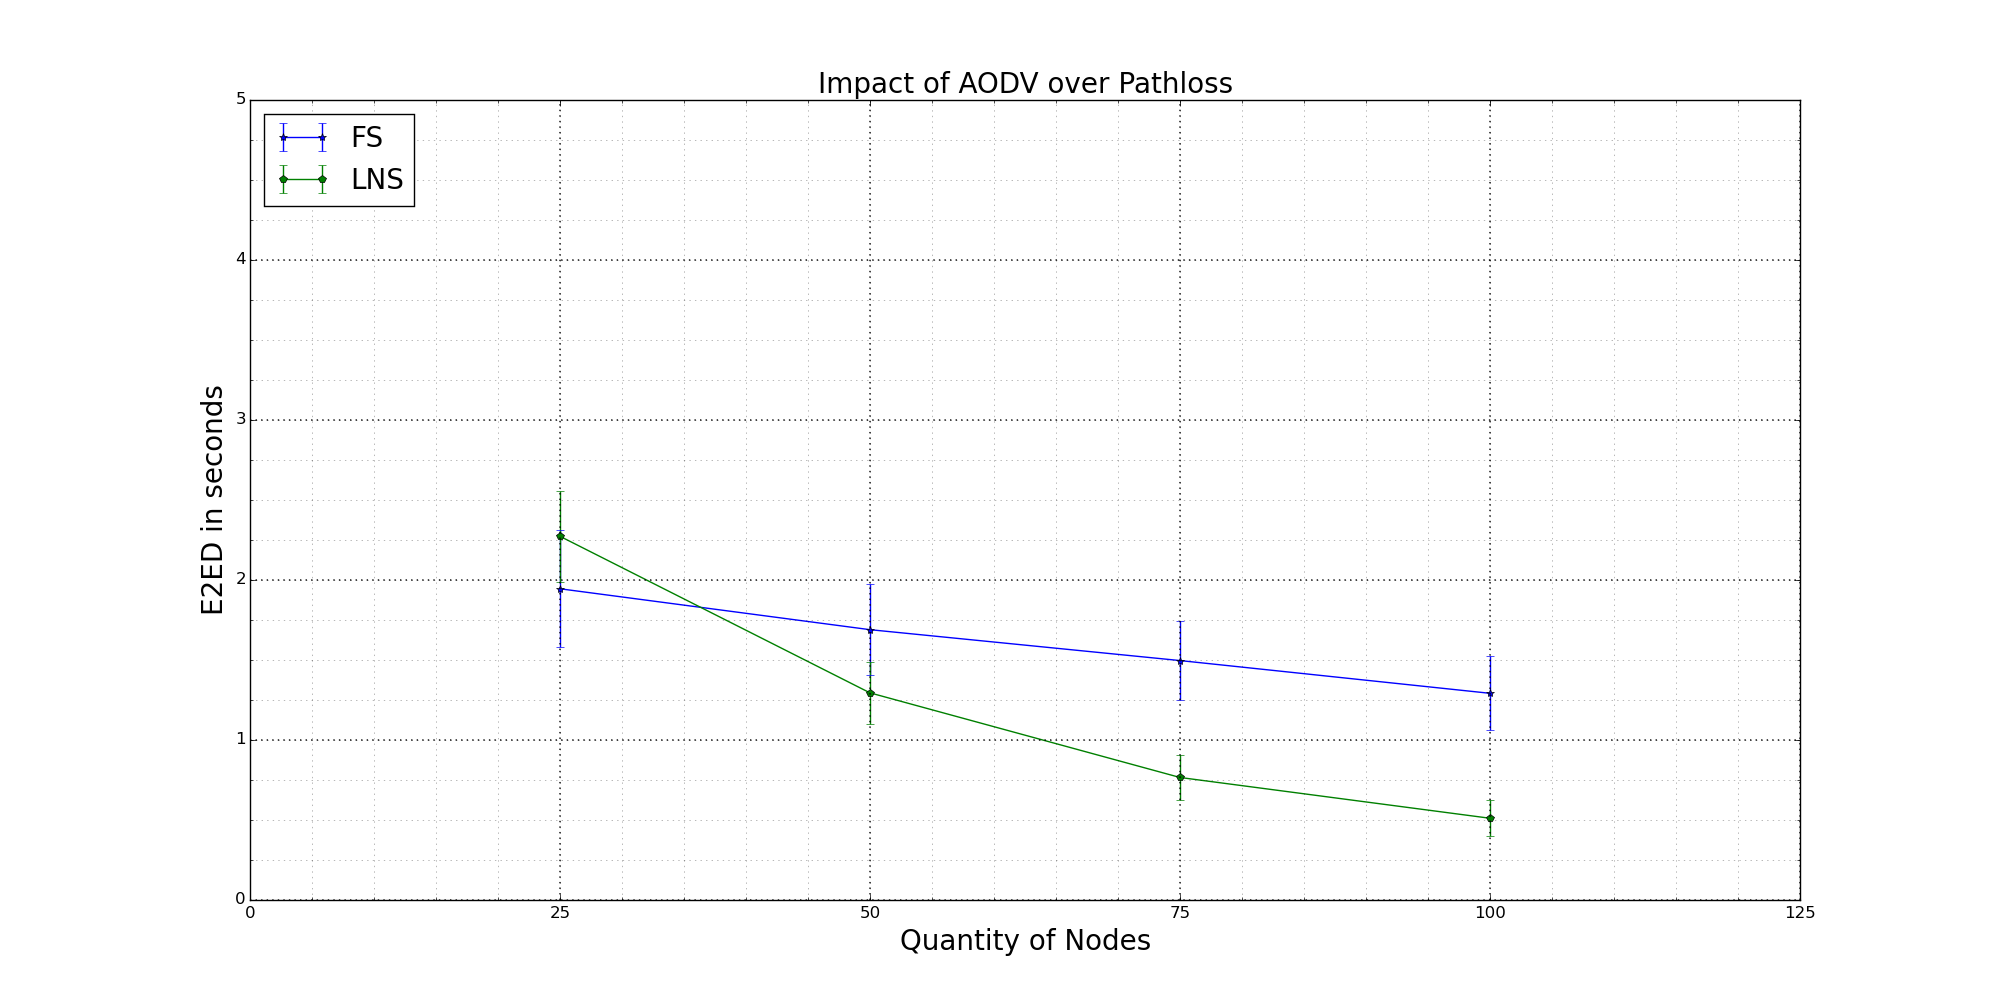 Impact of AODV over Pathloss
5
FS
LNS
4
3
E2ED in seconds
2
1
0
0 25 50 75 100 125
Quantity of Nodes